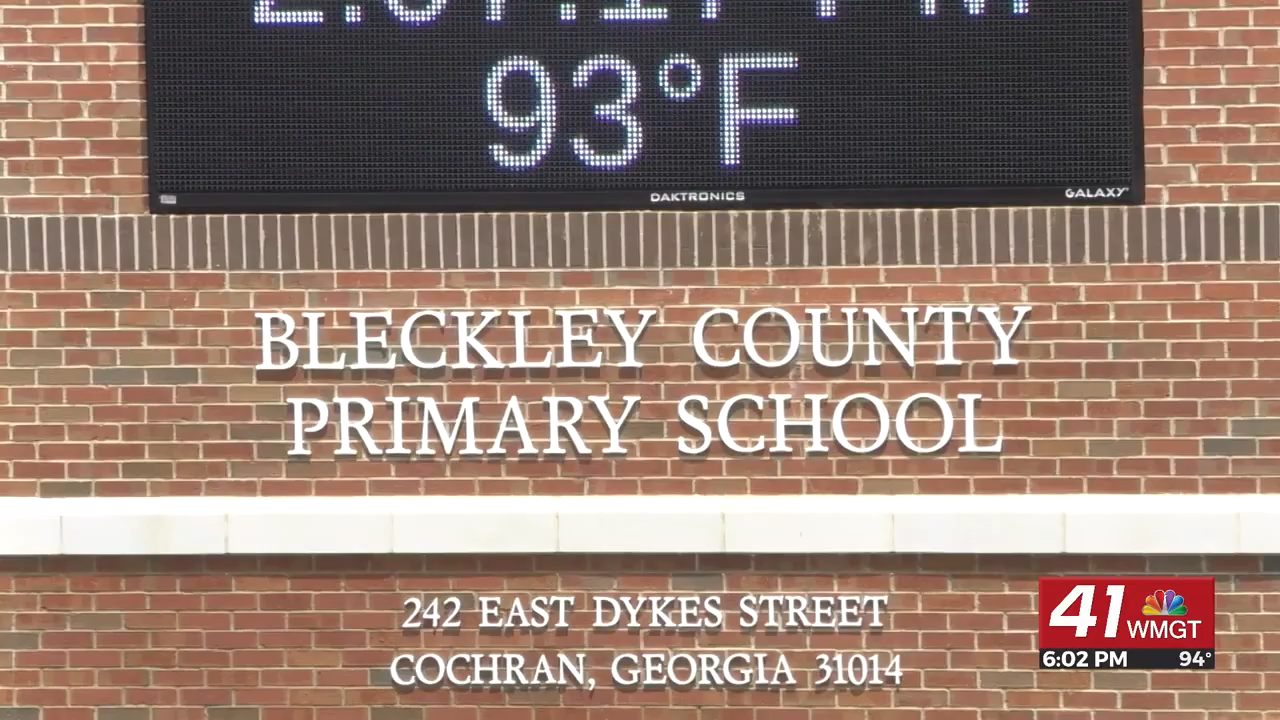 93°F
DAKTRONICS
GALAXY
BLECKLEY COUNTY
PRIMARY SCHOOL
242 EAST DYKES STREET
COCHRAN, GEORGIA 31014
41 WMGT
6:02 PM 94°